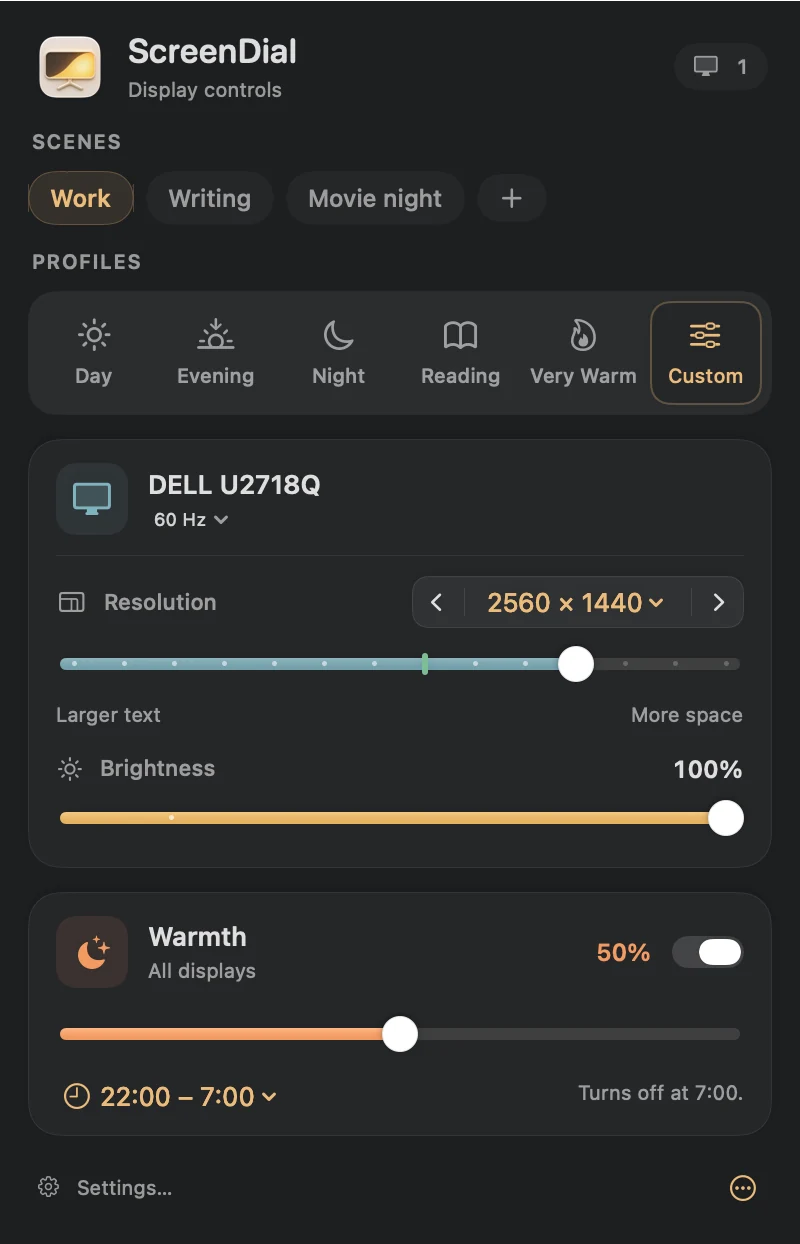 ScreenDial
Display controls
1
SCENES
Work
Writing
Movie night
+
PROFILES
Day
Evening
Night
Reading
Very Warm
Custom
DELL U2718Q
60 Hz
Resolution
2560 × 1440
Larger text
More space
Brightness
100%
Warmth
All displays
50%
22:00 – 7:00
Turns off at 7:00.
Settings...